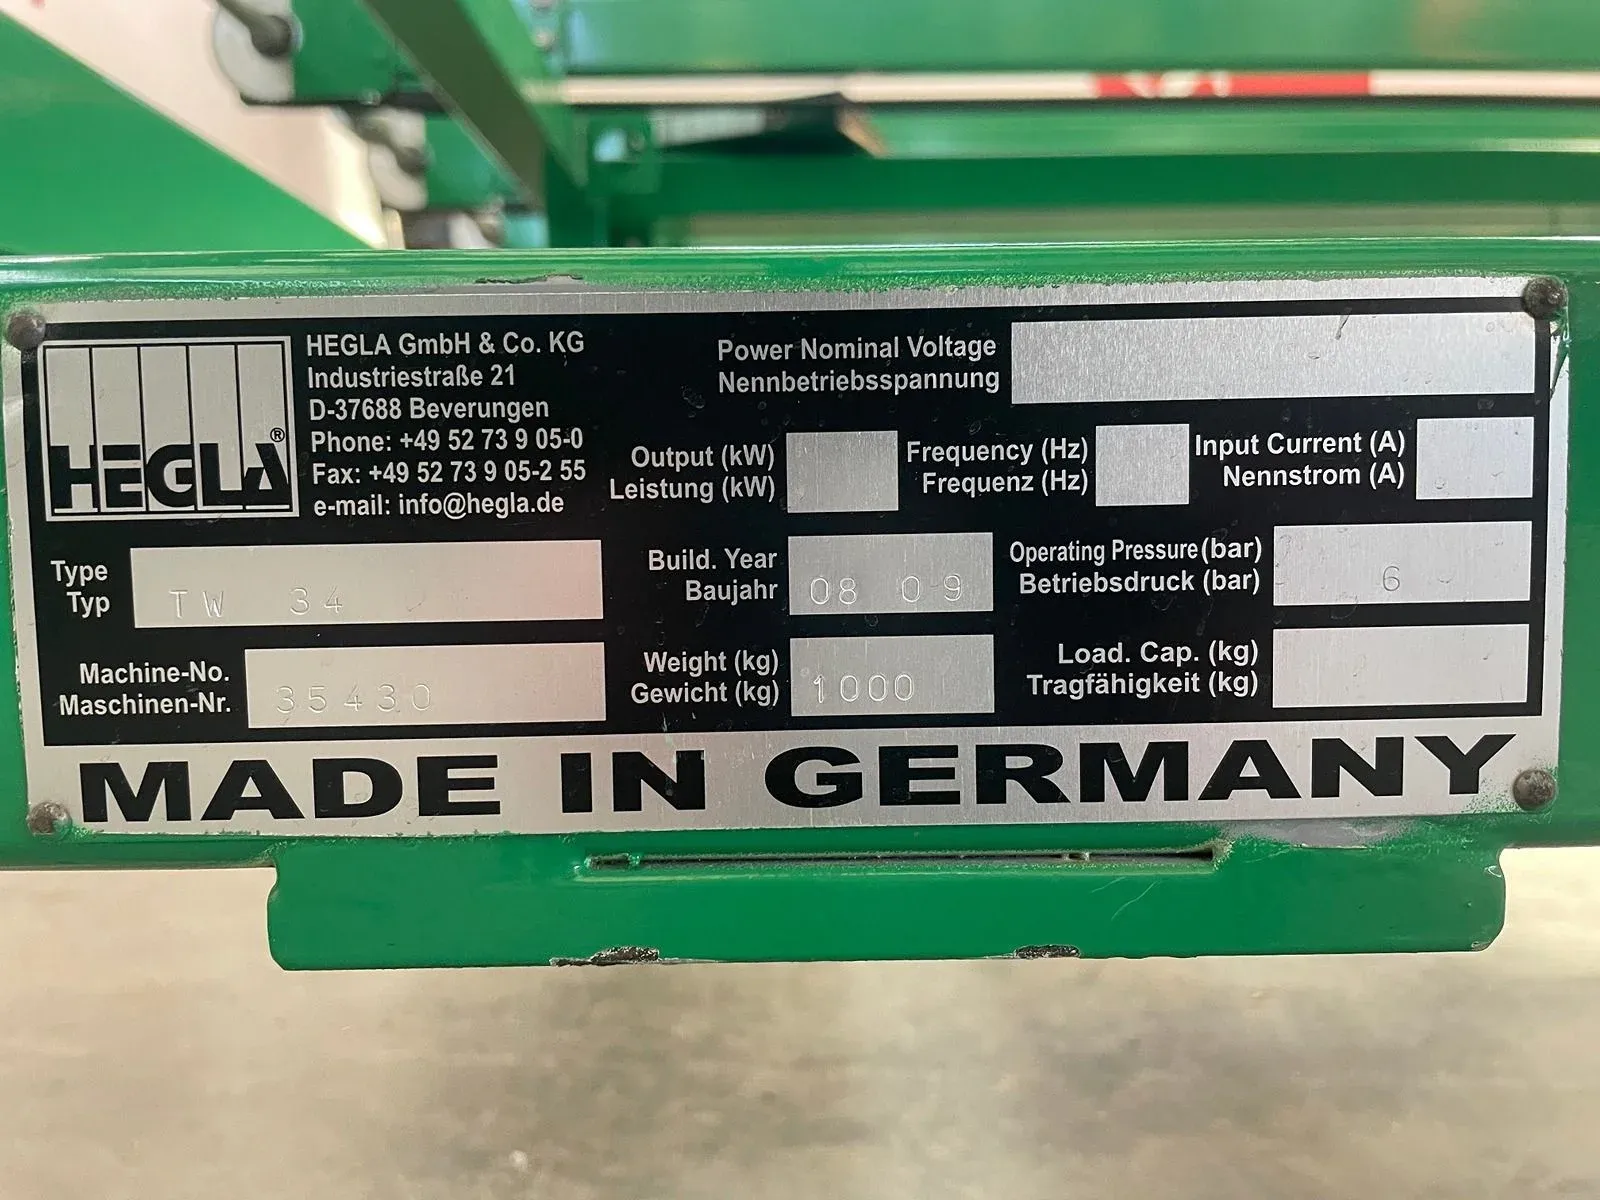 HEGLA®
HEGLA GmbH & Co. KG
Industriestraße 21
D-37688 Beverungen
Phone: +49 52 73 9 05-0
Fax: +49 52 73 9 05-2 55
e-mail: info@hegla.de
Power Nominal Voltage
Nennbetriebsspannung
Output (kW)
Leistung (kW)
Frequency (Hz)
Frequenz (Hz)
Input Current (A)
Nennstrom (A)
Type
Typ
TW 34
Build. Year
Baujahr
08 09
Operating Pressure (bar)
Betriebsdruck (bar)
6
Machine-No.
Maschinen-Nr.
35430
Weight (kg)
Gewicht (kg)
1000
Load. Cap. (kg)
Tragfähigkeit (kg)
MADE IN GERMANY